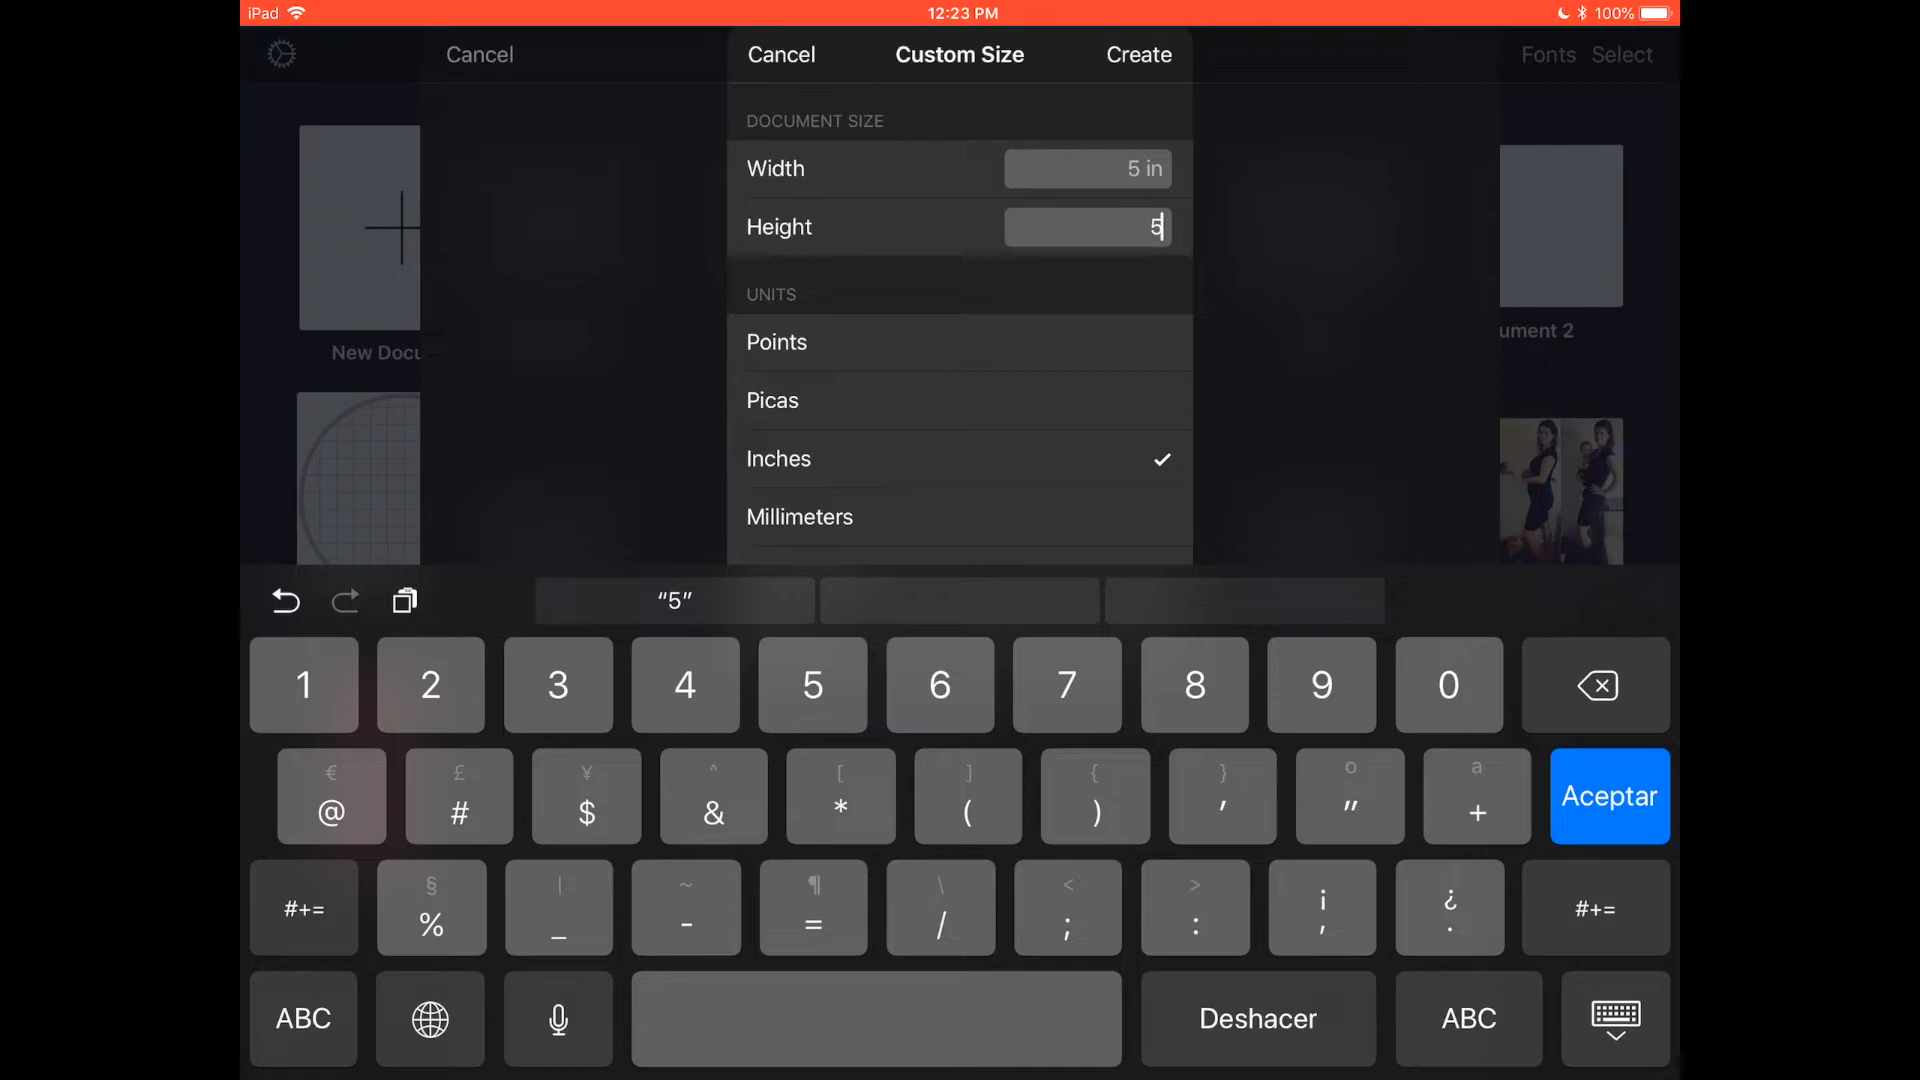 iPad 12:23 PM 100%
Cancel Cancel Custom Size Create Fonts Select
DOCUMENT SIZE
Width 5 in
Height 5
UNITS
Points
Picas
Inches
Millimeters
New Docu
ument 2
“5”
1 2 3 4 5 6 7 8 9 0
€ £ ¥ ^ [ ] { } o a
@ # $ & * ( ) ' " + Aceptar
§ | ~ ¶ \ < > ¡ ¿
#+= % _ - = / ; : , . #+=
ABC Deshacer ABC